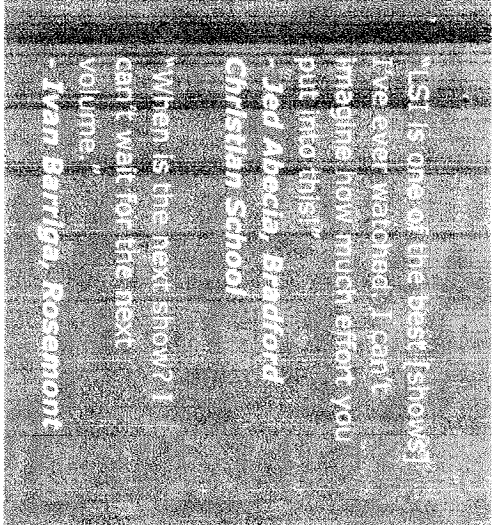 "LST is one of the best [shows]
I've ever watched. I can't
imagine how much effort you
put into this!"
- Jed Abecia, Bradford
Christian School
"When is the next show? I
can't wait for the next
volume."
- Ivan Barriga, Rosemont